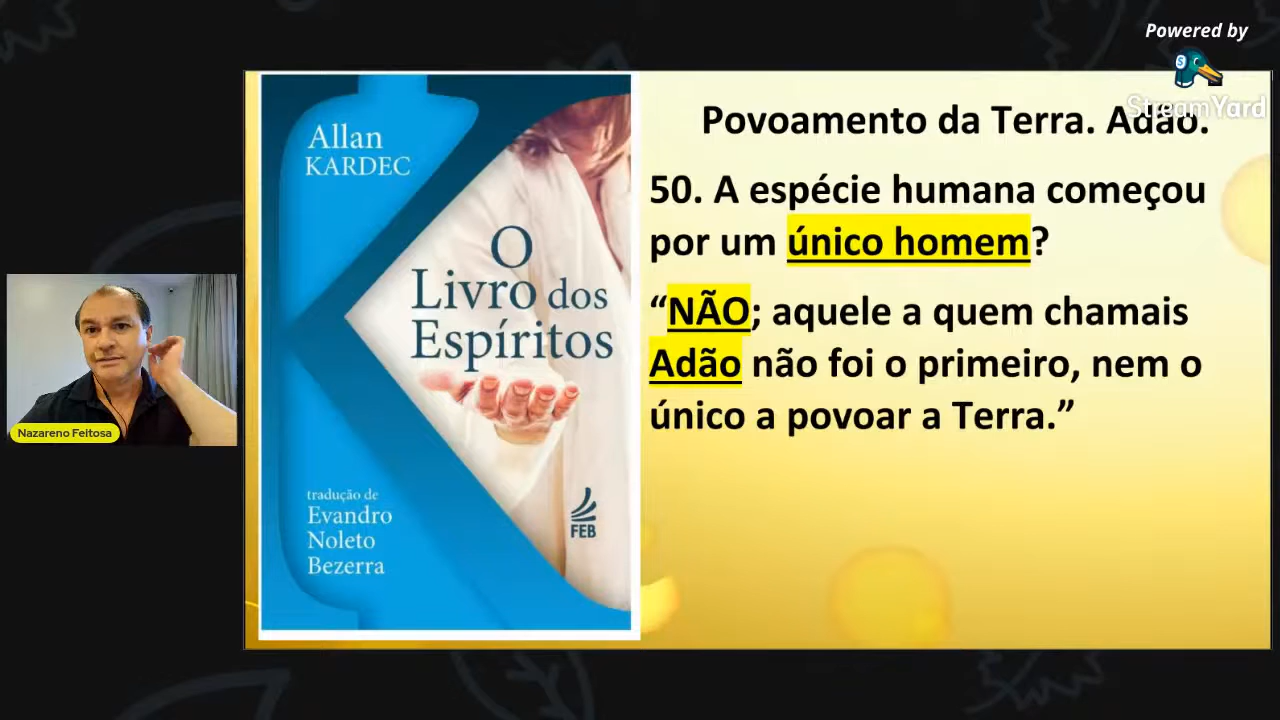 Powered by
StreamYard
Allan
KARDEC
O
Livro dos
Espíritos
tradução de
Evandro
Noleto
Bezerra
FEB
Povoamento da Terra. Adão.
50. A espécie humana começou
por um único homem?
“NÃO; aquele a quem chamais
Adão não foi o primeiro, nem o
único a povoar a Terra.”
Nazareno Feitosa